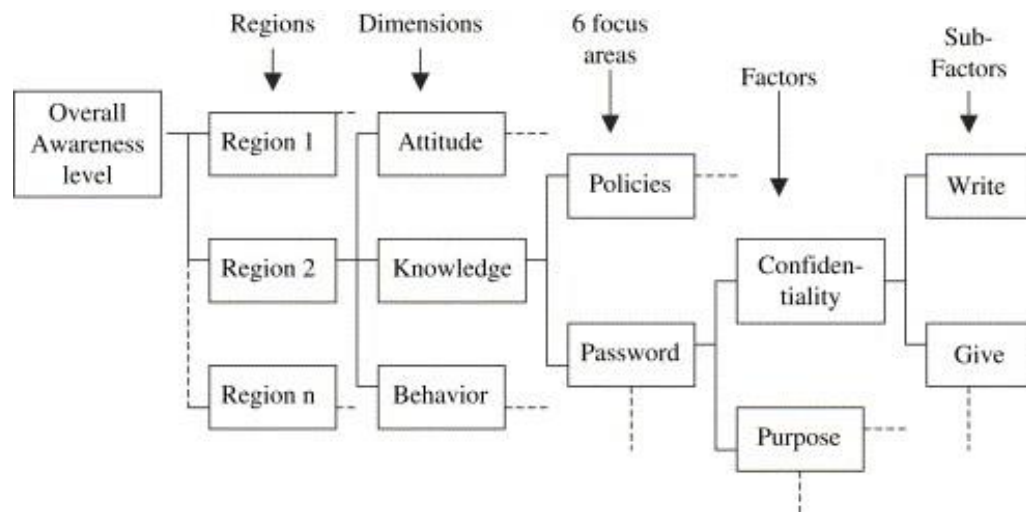 Regions
Dimensions
6 focus
areas
Factors
Sub-
Factors
Overall
Awareness
level
Region 1
Region 2
Region n
Attitude
Knowledge
Behavior
Policies
Password
Confiden-
tiality
Purpose
Write
Give